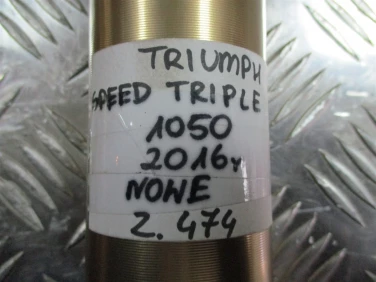 TRIUMPH
SPEED TRIPLE
1050
2016r
NOWE
Z. 474